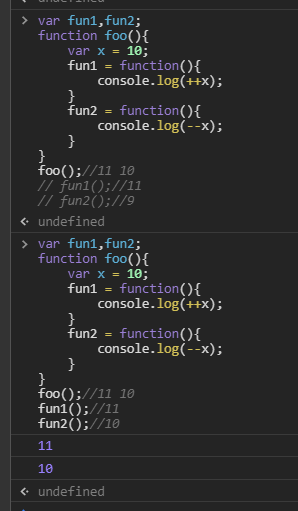 undefined
var fun1,fun2;
function foo(){
    var x = 10;
    fun1 = function(){
        console.log(++x);
    }
    fun2 = function(){
        console.log(--x);
    }
}
foo();//11 10
// fun1();//11
// fun2();//9
undefined
var fun1,fun2;
function foo(){
    var x = 10;
    fun1 = function(){
        console.log(++x);
    }
    fun2 = function(){
        console.log(--x);
    }
}
foo();//11 10
fun1();//11
fun2();//10
11
10
undefined